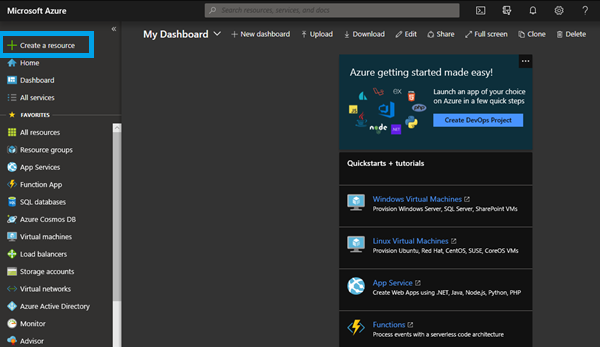 Microsoft Azure
Search resources, services, and docs
Create a resource
Home
Dashboard
All services
FAVORITES
All resources
Resource groups
App Services
Function App
SQL databases
Azure Cosmos DB
Virtual machines
Load balancers
Storage accounts
Virtual networks
Azure Active Directory
Monitor
Advisor
My Dashboard
New dashboard
Upload
Download
Edit
Share
Full screen
Clone
Delete
Azure getting started made easy!
Launch an app of your choice
on Azure in a few quick steps
Create DevOps Project
ex
php
JS
node
.NET
Quickstarts + tutorials
Windows Virtual Machines
Provision Windows Server, SQL Server, SharePoint VMs
Linux Virtual Machines
Provision Ubuntu, Red Hat, CentOS, SUSE, CoreOS VMs
App Service
Create Web Apps using .NET, Java, Node.js, Python, PHP
Functions
Process events with a serverless code architecture